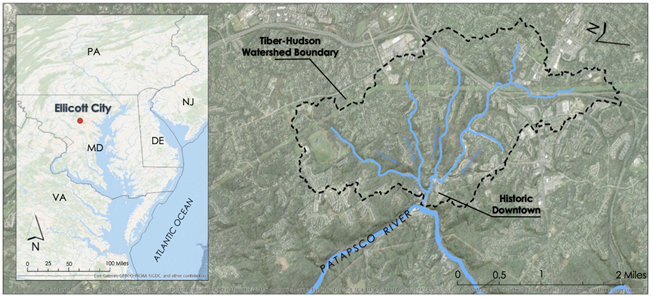 PA
Ellicott City
NJ
MD
DE
VA
ATLANTIC OCEAN
N
0 25 50 100 Miles
Tiber-Hudson
Watershed Boundary
N
Historic
Downtown
PATAPSCO RIVER
0 0.5 1 2 Miles